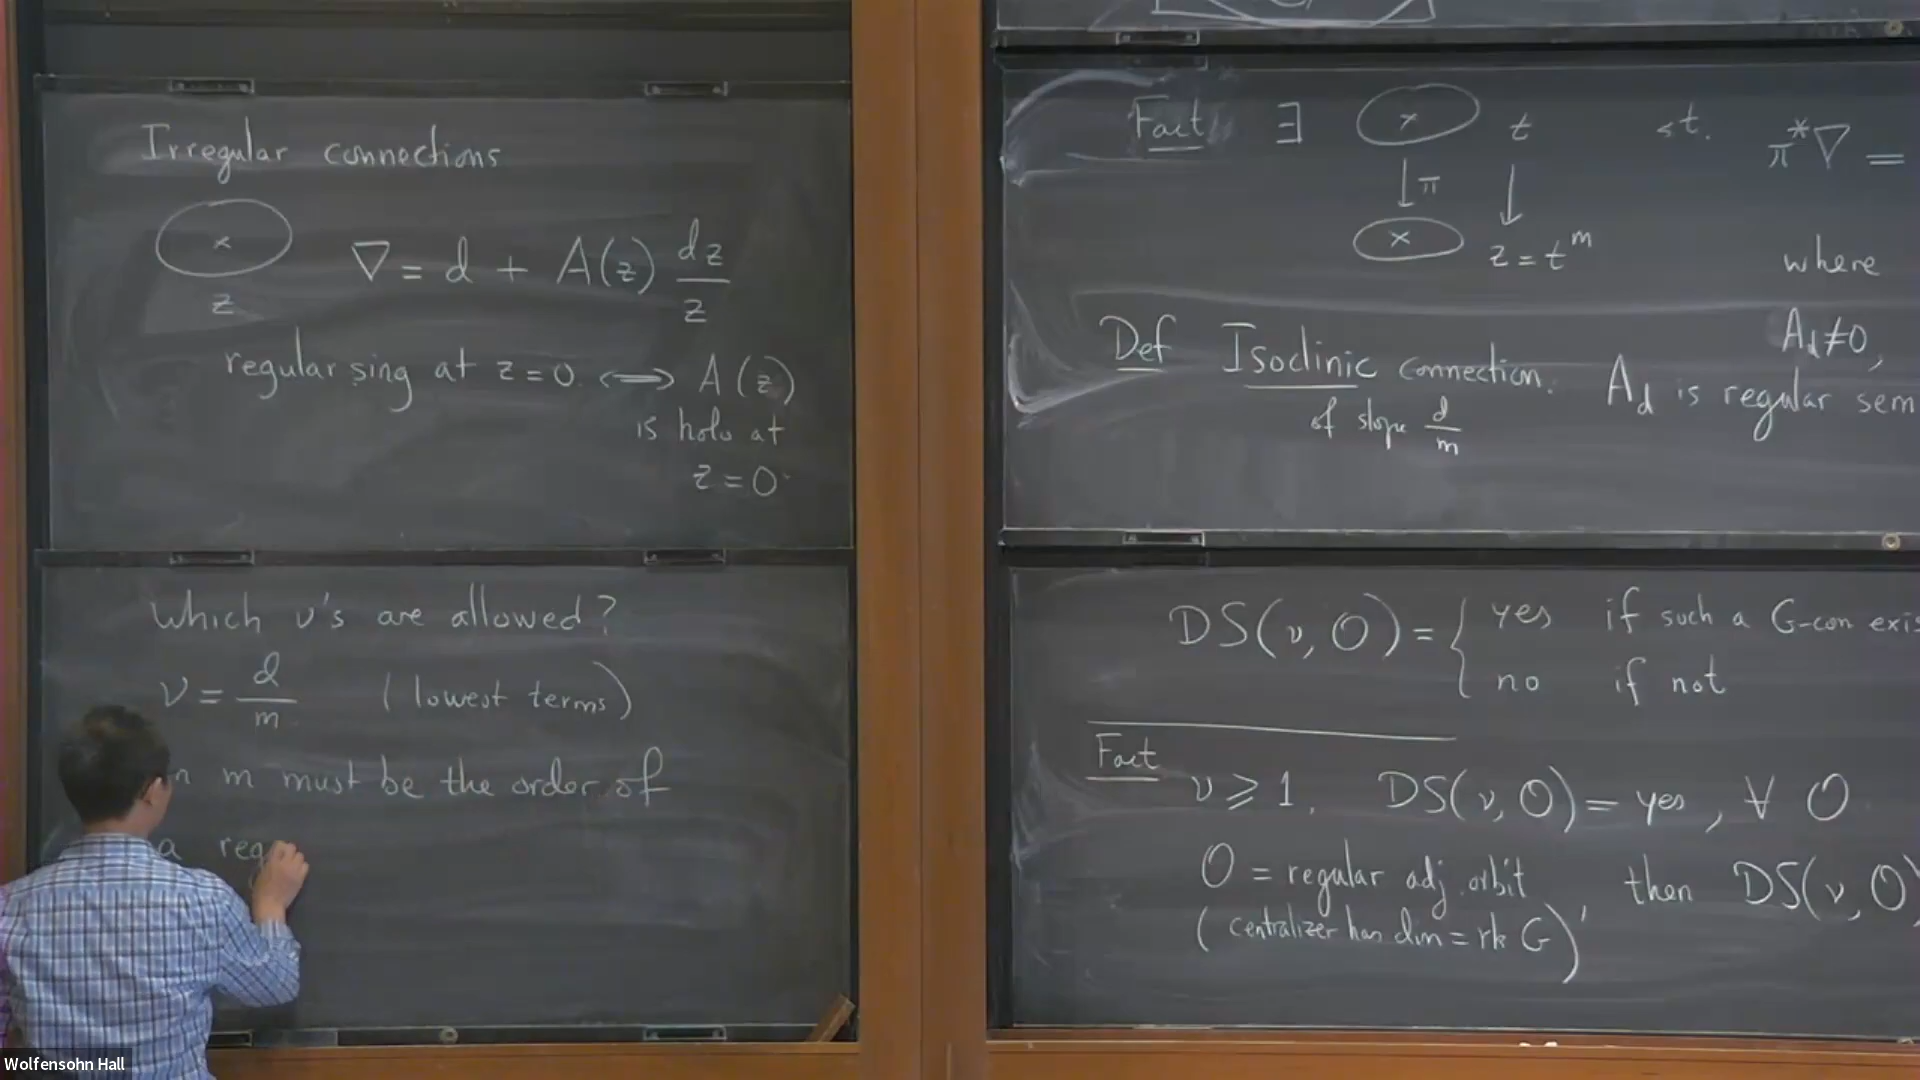 Irregular connections
z
∇ = d + A(z) dz/z
regular sing at z=0 ⟺ A(z)
is holo at
z=0
Which ν's are allowed?
ν = d/m (lowest terms)
m must be the order of
a reg
Fact ∃ t s.t. π*∇ =
↓π ↓
z = t^m
where
A_d≠0,
Def Isoclinic connection. A_d is regular sem
of slope d/m
DS(ν, O) = { yes if such a G-con exis
no if not
Fact
ν ⩾ 1, DS(ν, O) = yes, ∀ O
O = regular adj. orbit, then DS(ν, O)
(centralizer has dim = rk G)
Wolfensohn Hall